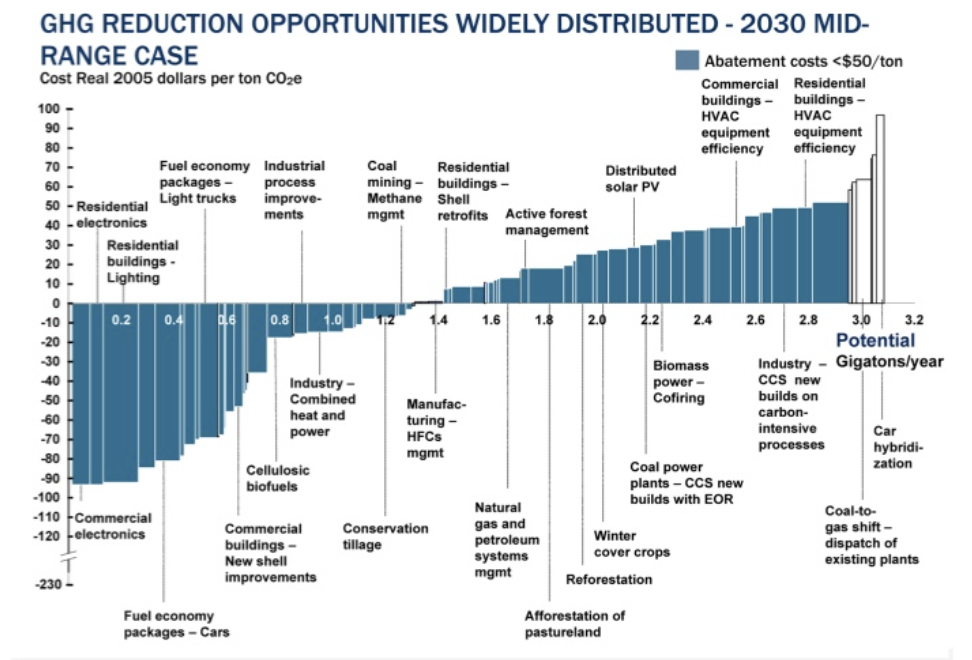 GHG REDUCTION OPPORTUNITIES WIDELY DISTRIBUTED - 2030 MID-
RANGE CASE
Cost Real 2005 dollars per ton CO₂e
Abatement costs <$50/ton
100
90
80
70
60
50
40
30
20
10
0
-10
-20
-30
-40
-50
-60
-70
-80
-90
-100
-110
-120
-230
Residential
electronics
Residential
buildings -
Lighting
Fuel economy
packages –
Light trucks
Industrial
process
improve-
ments
Coal
mining –
Methane
mgmt
Residential
buildings –
Shell
retrofits
Active forest
management
Distributed
solar PV
Commercial
buildings –
HVAC
equipment
efficiency
Residential
buildings –
HVAC
equipment
efficiency
0.2 0.4 0.6 0.8 1.0 1.2 1.4 1.6 1.8 2.0 2.2 2.4 2.6 2.8 3.0 3.2
Potential
Gigatons/year
Commercial
electronics
Fuel economy
packages – Cars
Commercial
buildings –
New shell
improvements
Cellulosic
biofuels
Industry –
Combined
heat and
power
Conservation
tillage
Manufac-
turing –
HFCs
mgmt
Natural
gas and
petroleum
systems
mgmt
Afforestation of
pastureland
Reforestation
Winter
cover crops
Coal power
plants – CCS new
builds with EOR
Biomass
power –
Cofiring
Industry –
CCS new
builds on
carbon-
intensive
processes
Coal-to-
gas shift –
dispatch of
existing plants
Car
hybridi-
zation